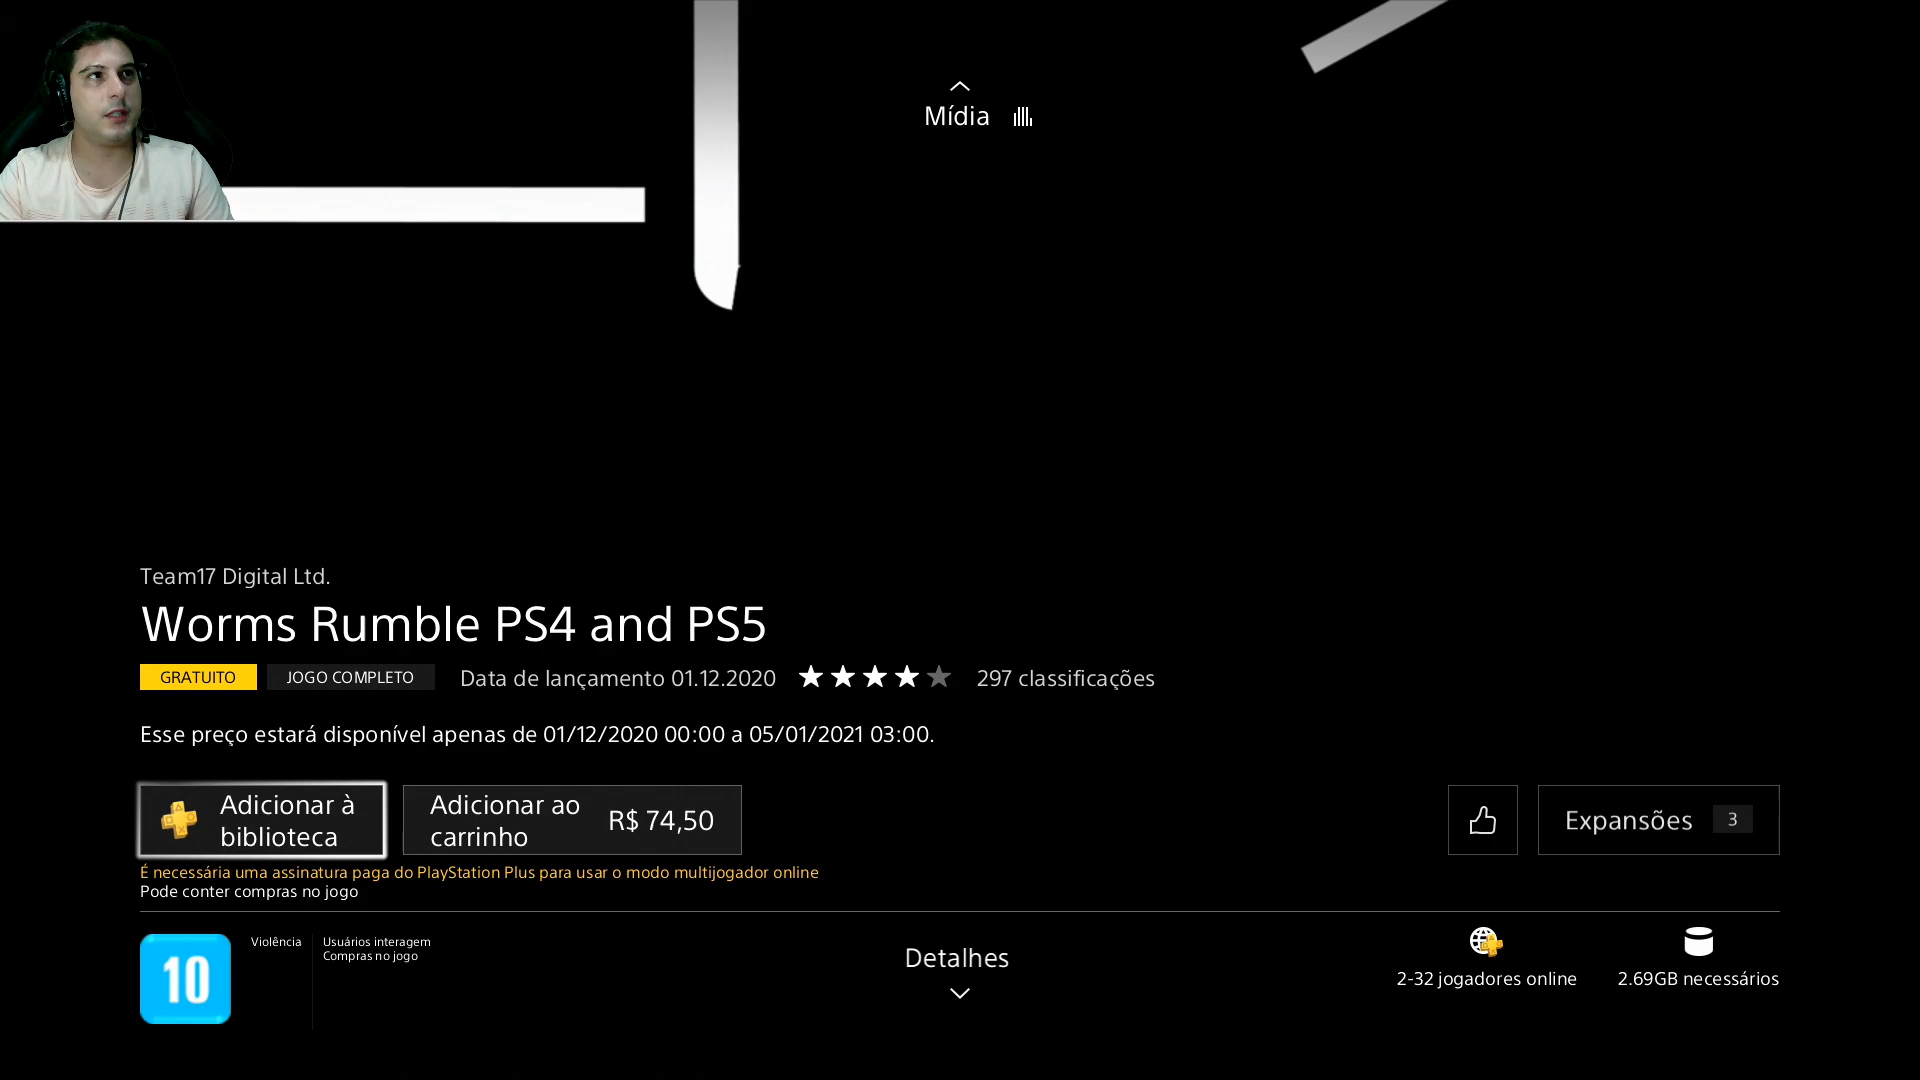 Mídia
Team17 Digital Ltd.
Worms Rumble PS4 and PS5
GRATUITO JOGO COMPLETO Data de lançamento 01.12.2020 297 classificações
Esse preço estará disponível apenas de 01/12/2020 00:00 a 05/01/2021 03:00.
Adicionar à
biblioteca
Adicionar ao
carrinho
R$ 74,50
Expansões 3
É necessária uma assinatura paga do PlayStation Plus para usar o modo multijogador online
Pode conter compras no jogo
10
Violência
Usuários interagem
Compras no jogo
Detalhes
2-32 jogadores online
2.69GB necessários